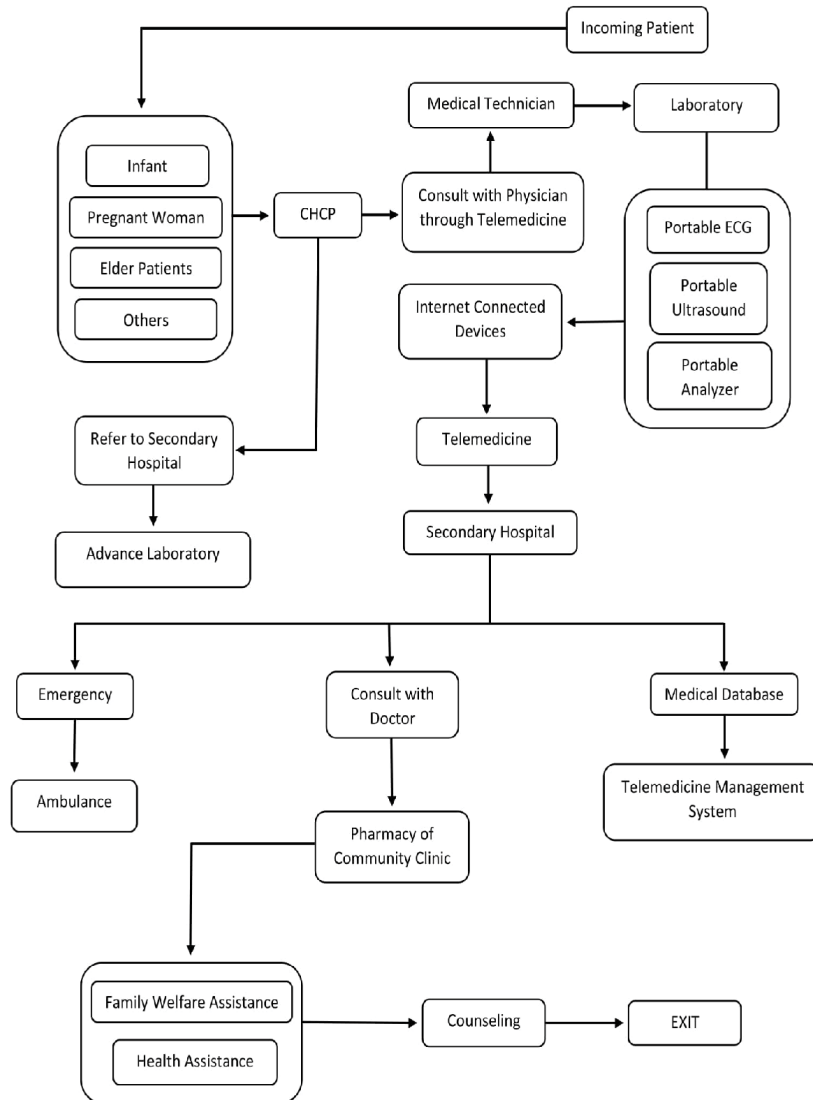 Incoming Patient
Medical Technician
Laboratory
Infant
Pregnant Woman
Elder Patients
Others
CHCP
Consult with Physician
through Telemedicine
Portable ECG
Portable
Ultrasound
Portable
Analyzer
Internet Connected
Devices
Telemedicine
Refer to Secondary
Hospital
Advance Laboratory
Secondary Hospital
Emergency
Consult with
Doctor
Medical Database
Ambulance
Telemedicine Management
System
Pharmacy of
Community Clinic
Family Welfare Assistance
Health Assistance
Counseling
EXIT